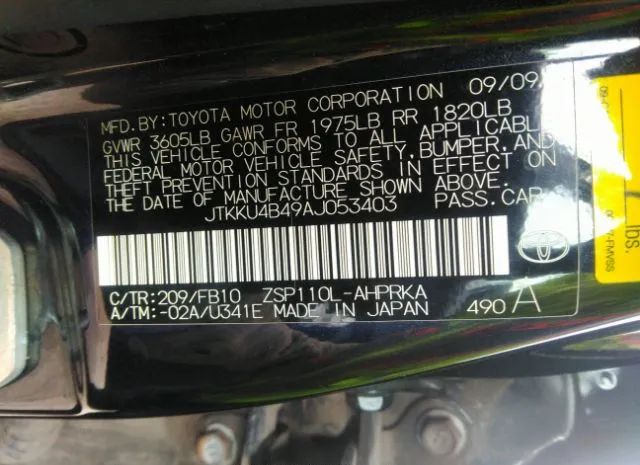 MFD.BY:TOYOTA MOTOR CORPORATION 09/09
GVWR 3605LB GAWR FR 1975LB RR 1820LB
THIS VEHICLE CONFORMS TO ALL APPLICABLE
FEDERAL MOTOR VEHICLE SAFETY,BUMPER,AND
THEFT PREVENTION STANDARDS IN EFFECT ON
THE DATE OF MANUFACTURE SHOWN ABOVE.
JTKKU4B49AJ053403 PASS.CAR
C/TR:209/FB10 ZSP110L-AHPRKA
A/TM:-02A/U341E MADE IN JAPAN 490 A
lbs.